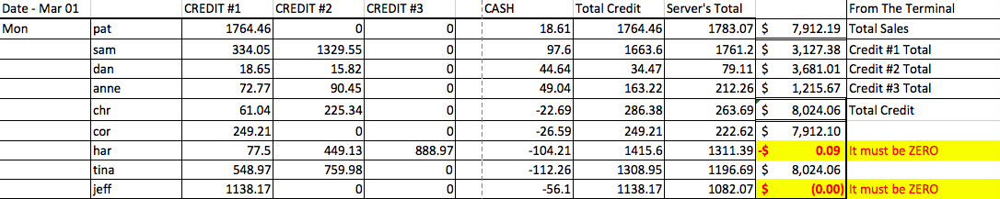 Date - Mar 01 CREDIT #1 CREDIT #2 CREDIT #3 CASH Total Credit Server's Total From The Terminal
Mon pat 1764.46 0 0 18.61 1764.46 1783.07 $ 7,912.19 Total Sales
sam 334.05 1329.55 0 97.6 1663.6 1761.2 $ 3,127.38 Credit #1 Total
dan 18.65 15.82 0 44.64 34.47 79.11 $ 3,681.01 Credit #2 Total
anne 72.77 90.45 0 49.04 163.22 212.26 $ 1,215.67 Credit #3 Total
chr 61.04 225.34 0 -22.69 286.38 263.69 $ 8,024.06 Total Credit
cor 249.21 0 0 -26.59 249.21 222.62 $ 7,912.10
har 77.5 449.13 888.97 -104.21 1415.6 1311.39 -$ 0.09 It must be ZERO
tina 548.97 759.98 0 -112.26 1308.95 1196.69 $ 8,024.06
jeff 1138.17 0 0 -56.1 1138.17 1082.07 $ (0.00) It must be ZERO